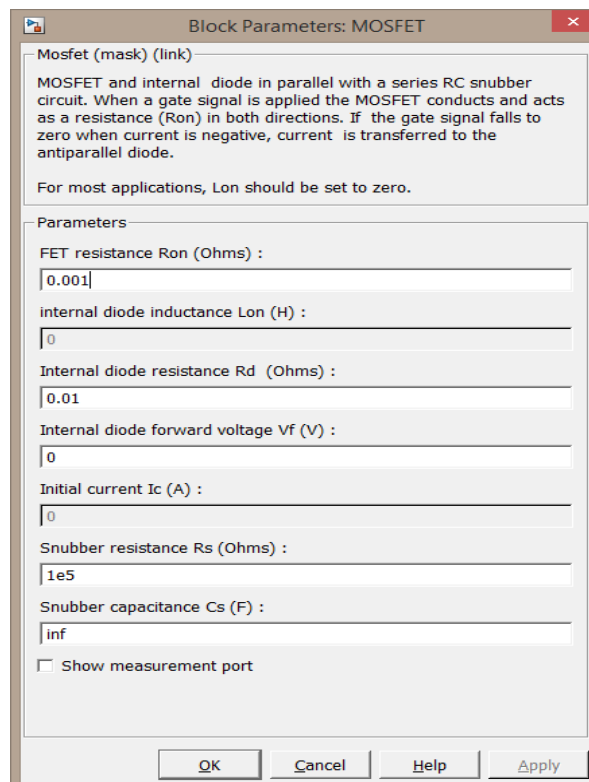 Block Parameters: MOSFET
Mosfet (mask) (link)
MOSFET and internal diode in parallel with a series RC snubber
circuit. When a gate signal is applied the MOSFET conducts and acts
as a resistance (Ron) in both directions. If the gate signal falls to
zero when current is negative, current is transferred to the
antiparallel diode.
For most applications, Lon should be set to zero.
Parameters
FET resistance Ron (Ohms) :
0.001
internal diode inductance Lon (H) :
0
Internal diode resistance Rd (Ohms) :
0.01
Internal diode forward voltage Vf (V) :
0
Initial current Ic (A) :
0
Snubber resistance Rs (Ohms) :
1e5
Snubber capacitance Cs (F) :
inf
Show measurement port
OK Cancel Help Apply